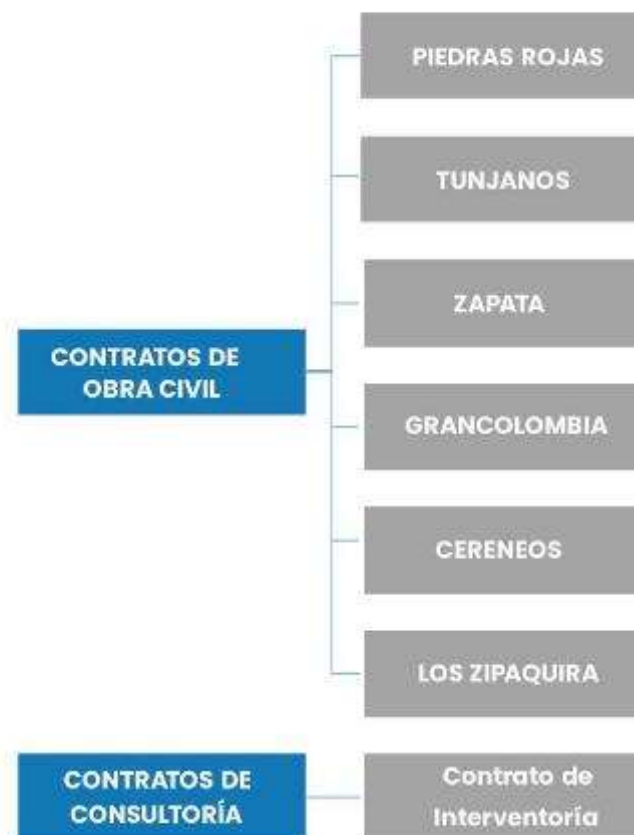 PIEDRAS ROJAS
TUNJANOS
ZAPATA
CONTRATOS DE
OBRA CIVIL
GRANCOLOMBIA
CERENEOS
LOS ZIPAQUIRA
CONTRATOS DE
CONSULTORÍA
Contrato de
Interventoría